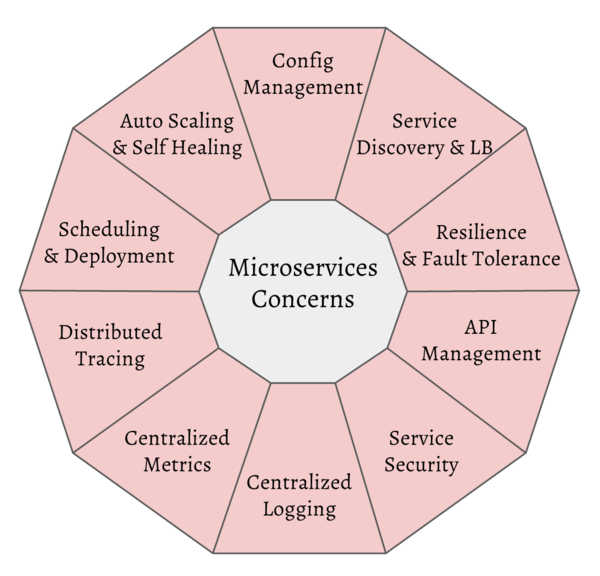 Config
Management
Service
Discovery & LB
Resilience
& Fault Tolerance
API
Management
Service
Security
Centralized
Logging
Centralized
Metrics
Distributed
Tracing
Scheduling
& Deployment
Auto Scaling
& Self Healing
Microservices
Concerns